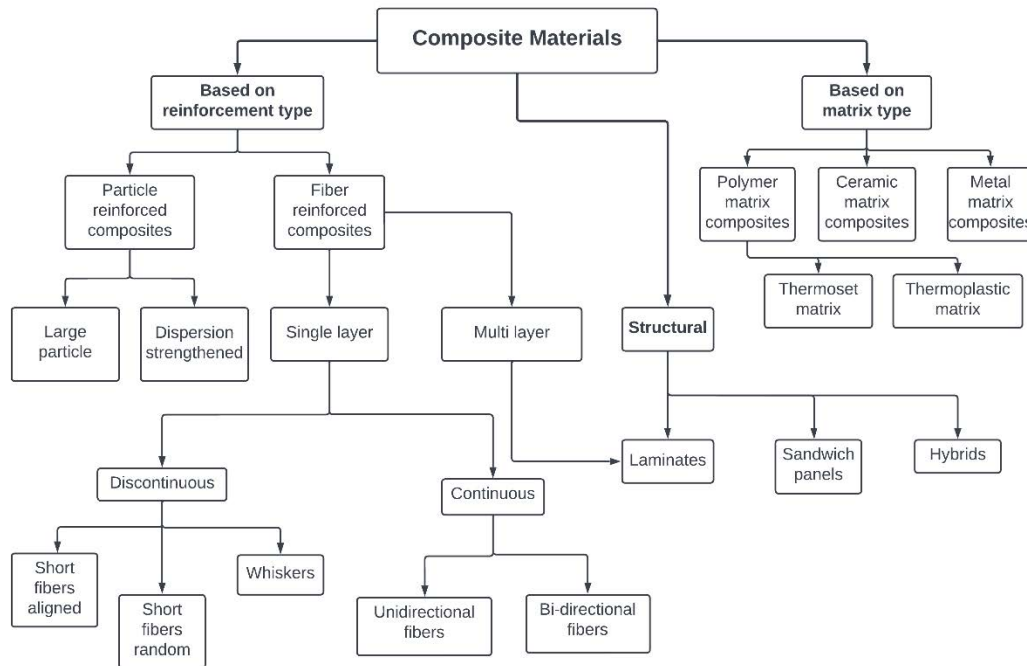 Composite Materials
Based on
reinforcement type
Based on
matrix type
Particle
reinforced
composites
Fiber
reinforced
composites
Polymer
matrix
composites
Ceramic
matrix
composites
Metal
matrix
composites
Thermoset
matrix
Thermoplastic
matrix
Large
particle
Dispersion
strengthened
Single layer
Multi layer
Structural
Laminates
Sandwich
panels
Hybrids
Discontinuous
Continuous
Short
fibers
aligned
Short
fibers
random
Whiskers
Unidirectional
fibers
Bi-directional
fibers